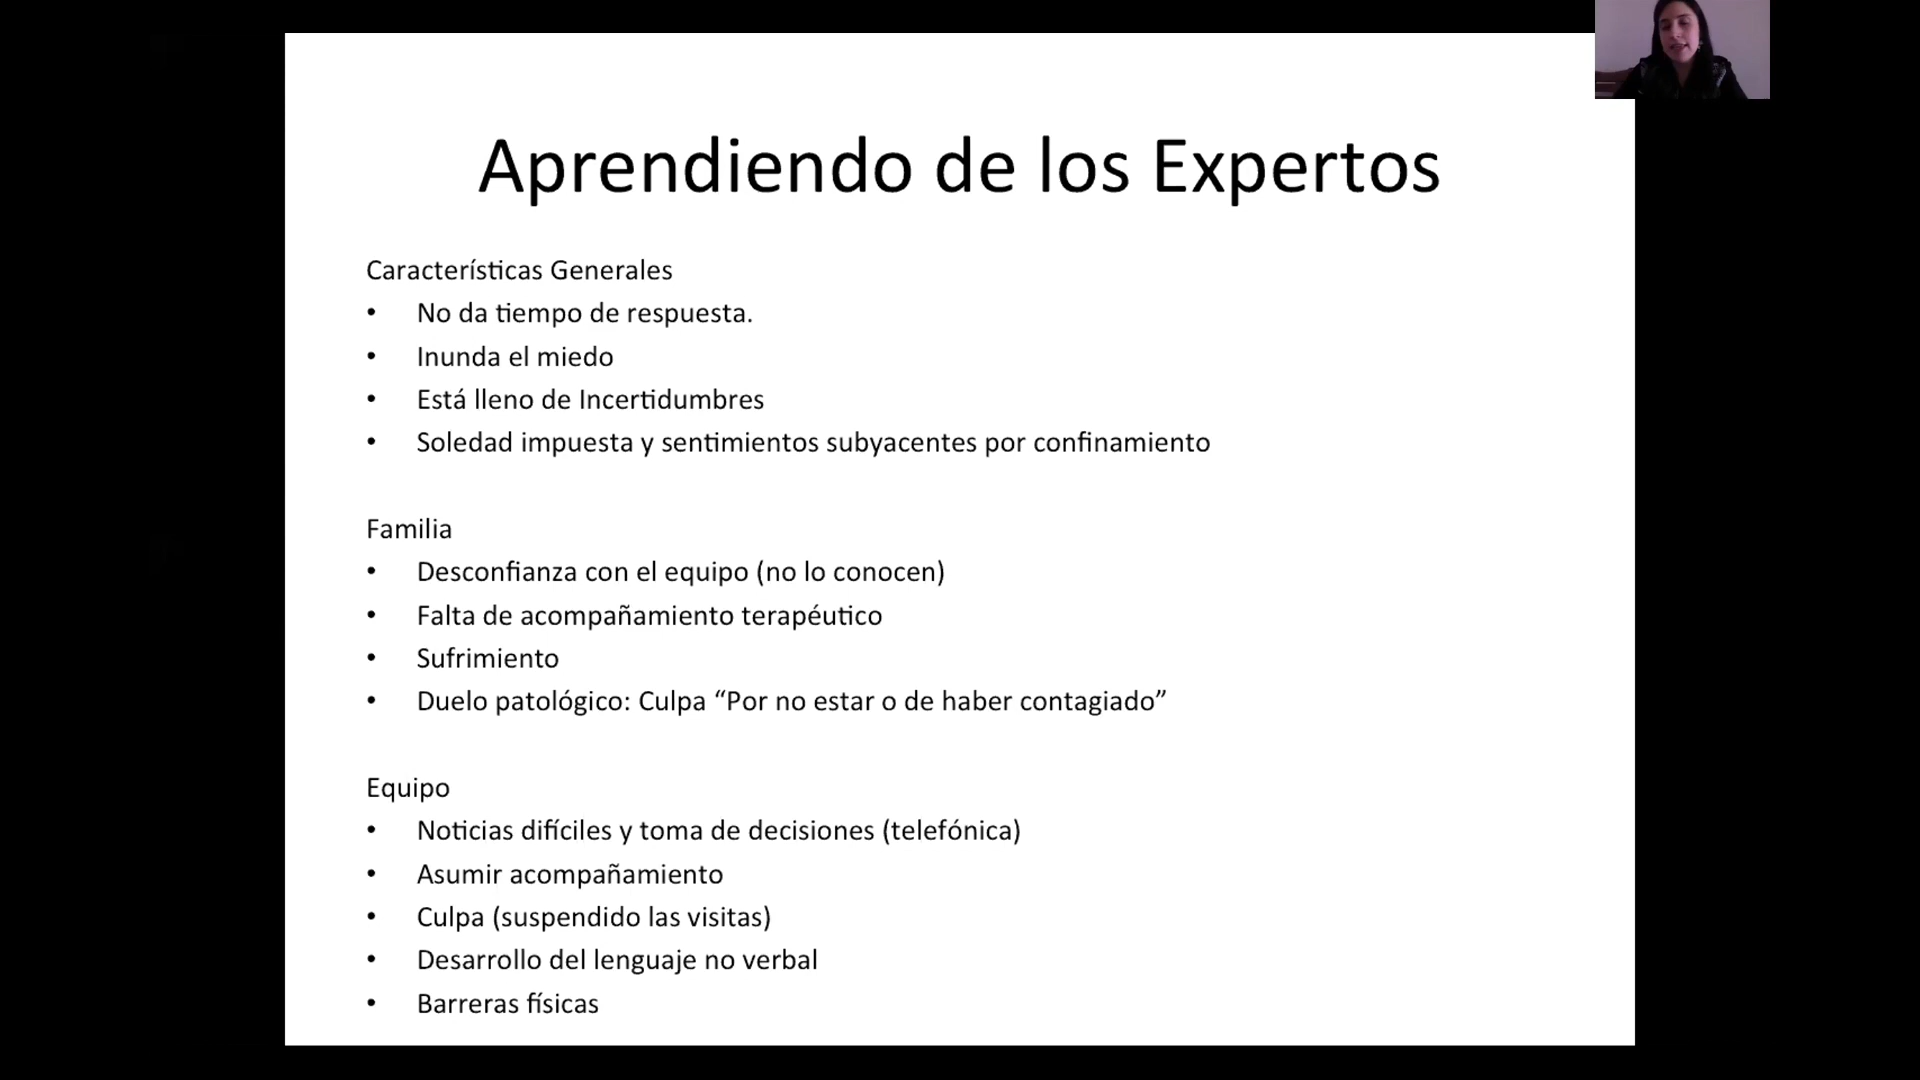 Aprendiendo de los Expertos
Características Generales
• No da tiempo de respuesta.
• Inunda el miedo
• Está lleno de Incertidumbres
• Soledad impuesta y sentimientos subyacentes por confinamiento
Familia
• Desconfianza con el equipo (no lo conocen)
• Falta de acompañamiento terapéutico
• Sufrimiento
• Duelo patológico: Culpa “Por no estar o de haber contagiado”
Equipo
• Noticias difíciles y toma de decisiones (telefónica)
• Asumir acompañamiento
• Culpa (suspendido las visitas)
• Desarrollo del lenguaje no verbal
• Barreras físicas